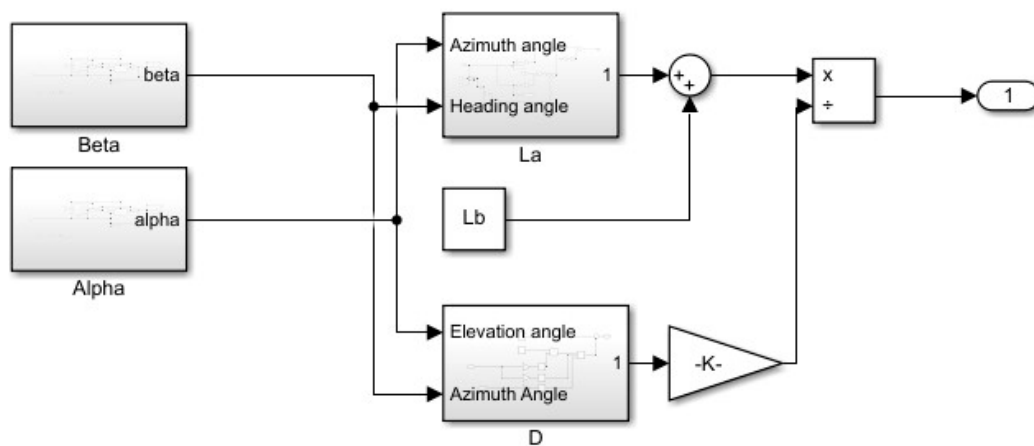 beta
Beta
alpha
Alpha
Azimuth angle
1
Heading angle
La
Lb
Elevation angle
1
Azimuth Angle
D
+
+
-K-
x
÷
1